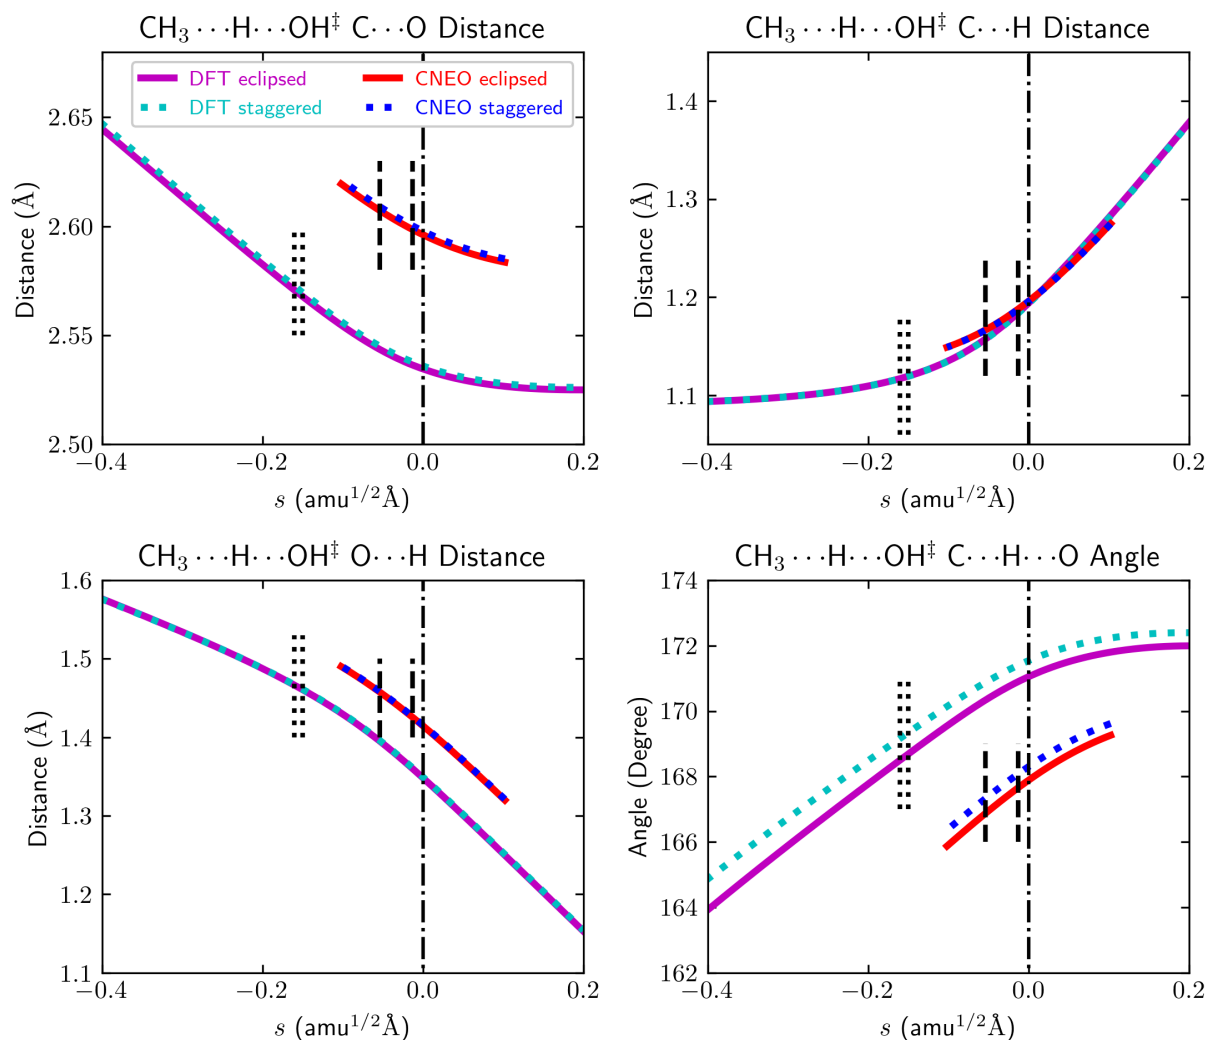 CH₃ ···H···OH‡ C···O Distance
DFT eclipsed
DFT staggered
CNEO eclipsed
CNEO staggered
Distance (Å)
2.65
2.60
2.55
2.50
−0.4
−0.2
0.0
0.2
s (amu¹/²Å)
CH₃ ···H···OH‡ C···H Distance
Distance (Å)
1.4
1.3
1.2
1.1
−0.4
−0.2
0.0
0.2
s (amu¹/²Å)
CH₃ ···H···OH‡ O···H Distance
Distance (Å)
1.6
1.5
1.4
1.3
1.2
1.1
−0.4
−0.2
0.0
0.2
s (amu¹/²Å)
CH₃ ···H···OH‡ C···H···O Angle
Angle (Degree)
174
172
170
168
166
164
162
−0.4
−0.2
0.0
0.2
s (amu¹/²Å)